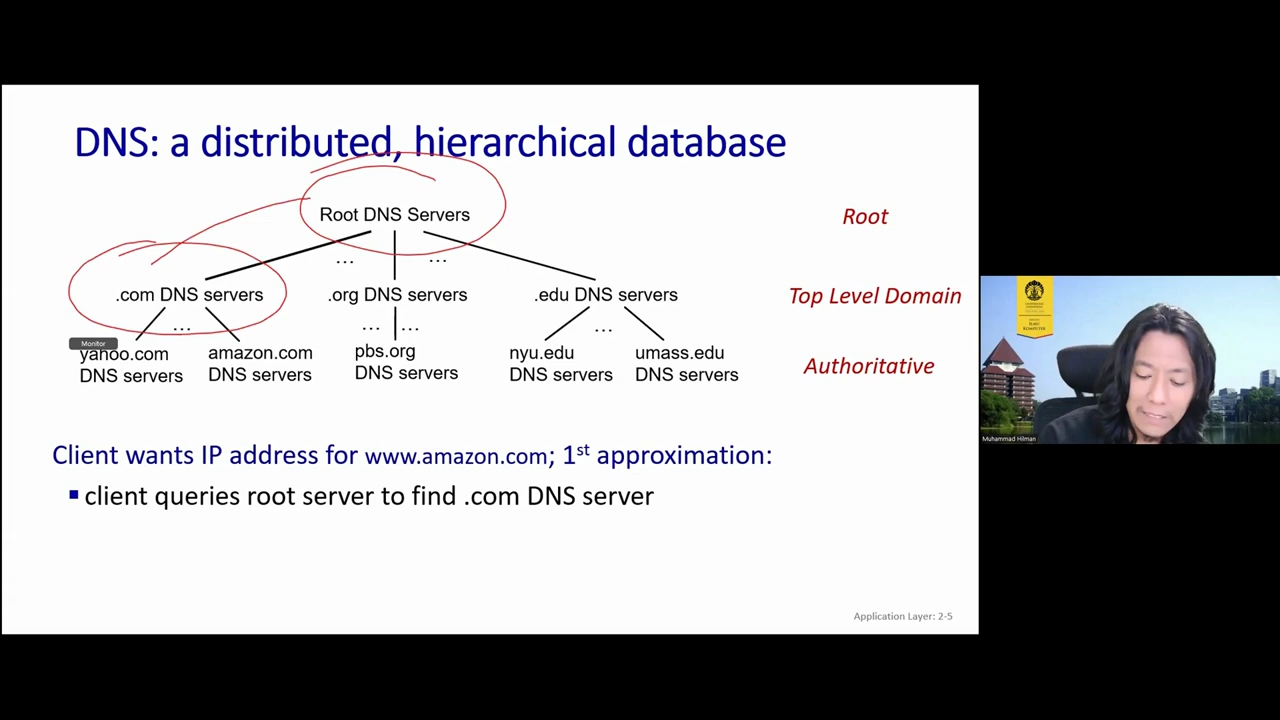 DNS: a distributed, hierarchical database
Root DNS Servers
Root
... ...
.com DNS servers
.org DNS servers
.edu DNS servers
Top Level Domain
... ... ... ...
Monitor
yahoo.com
DNS servers
amazon.com
DNS servers
pbs.org
DNS servers
nyu.edu
DNS servers
umass.edu
DNS servers
Authoritative
Client wants IP address for www.amazon.com; 1st approximation:
▪ client queries root server to find .com DNS server
Application Layer: 2-5
ILMU
KOMPUTER
Muhammad Hilman